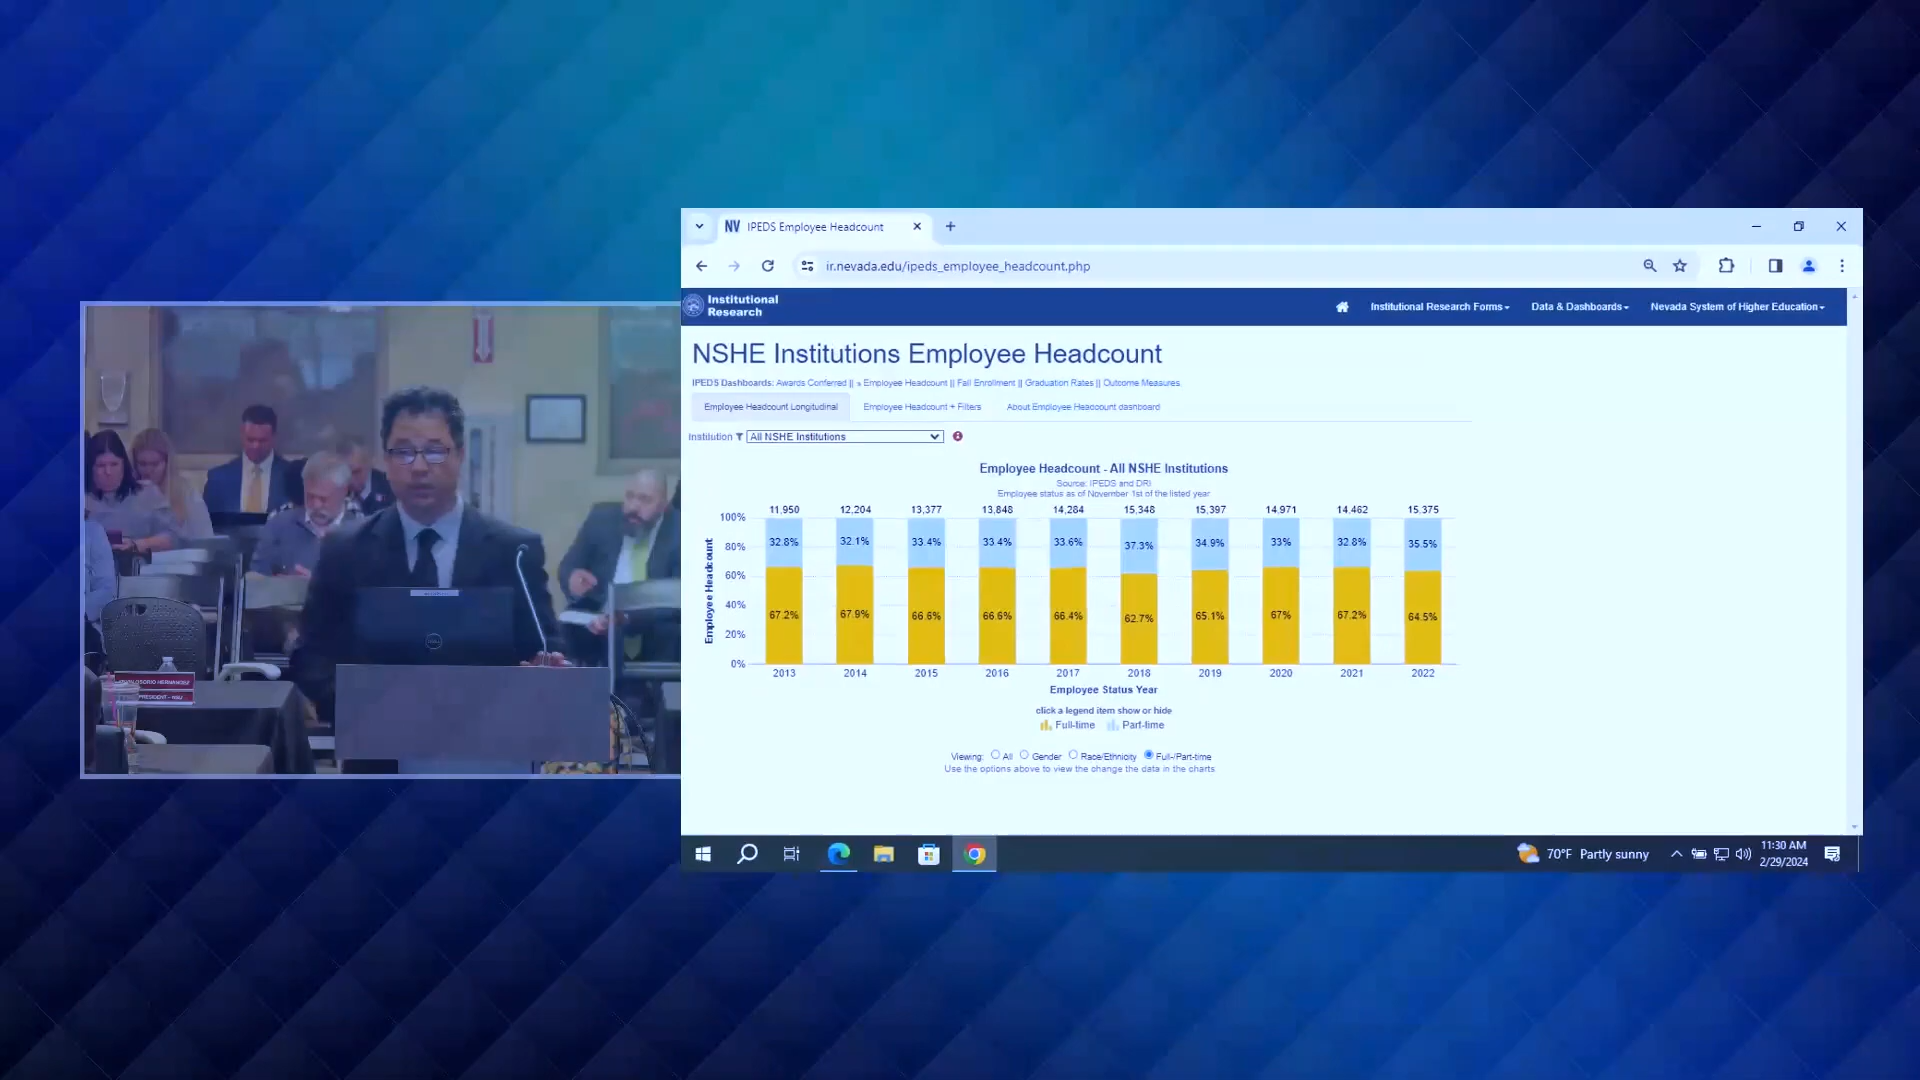 IPEDS Employee Headcount
ir.nevada.edu/ipeds_employee_headcount.php
Institutional
Research
Institutional Research Forms
Data & Dashboards
Nevada System of Higher Education
NSHE Institutions Employee Headcount
IPEDS Dashboards: Awards Conferred || » Employee Headcount || Fall Enrollment || Graduation Rates || Outcome Measures
Employee Headcount Longitudinal
Employee Headcount + Filters
About Employee Headcount dashboard
Institution All NSHE Institutions
Employee Headcount - All NSHE Institutions
Source: IPEDS and DRI
Employee status as of November 1st of the listed year
11,950 12,204 13,377 13,848 14,284 15,348 15,397 14,971 14,462 15,375
100%
80%
60%
40%
20%
0%
Employee Headcount
32.8% 32.1% 33.4% 33.4% 33.6% 37.3% 34.9% 33% 32.8% 35.5%
67.2% 67.9% 66.6% 66.6% 66.4% 62.7% 65.1% 67% 67.2% 64.5%
2013 2014 2015 2016 2017 2018 2019 2020 2021 2022
Employee Status Year
click a legend item show or hide
Full-time Part-time
Viewing: All Gender Race/Ethnicity Full-/Part-time
Use the options above to view the change the data in the charts
70°F Partly sunny
11:30 AM
2/29/2024